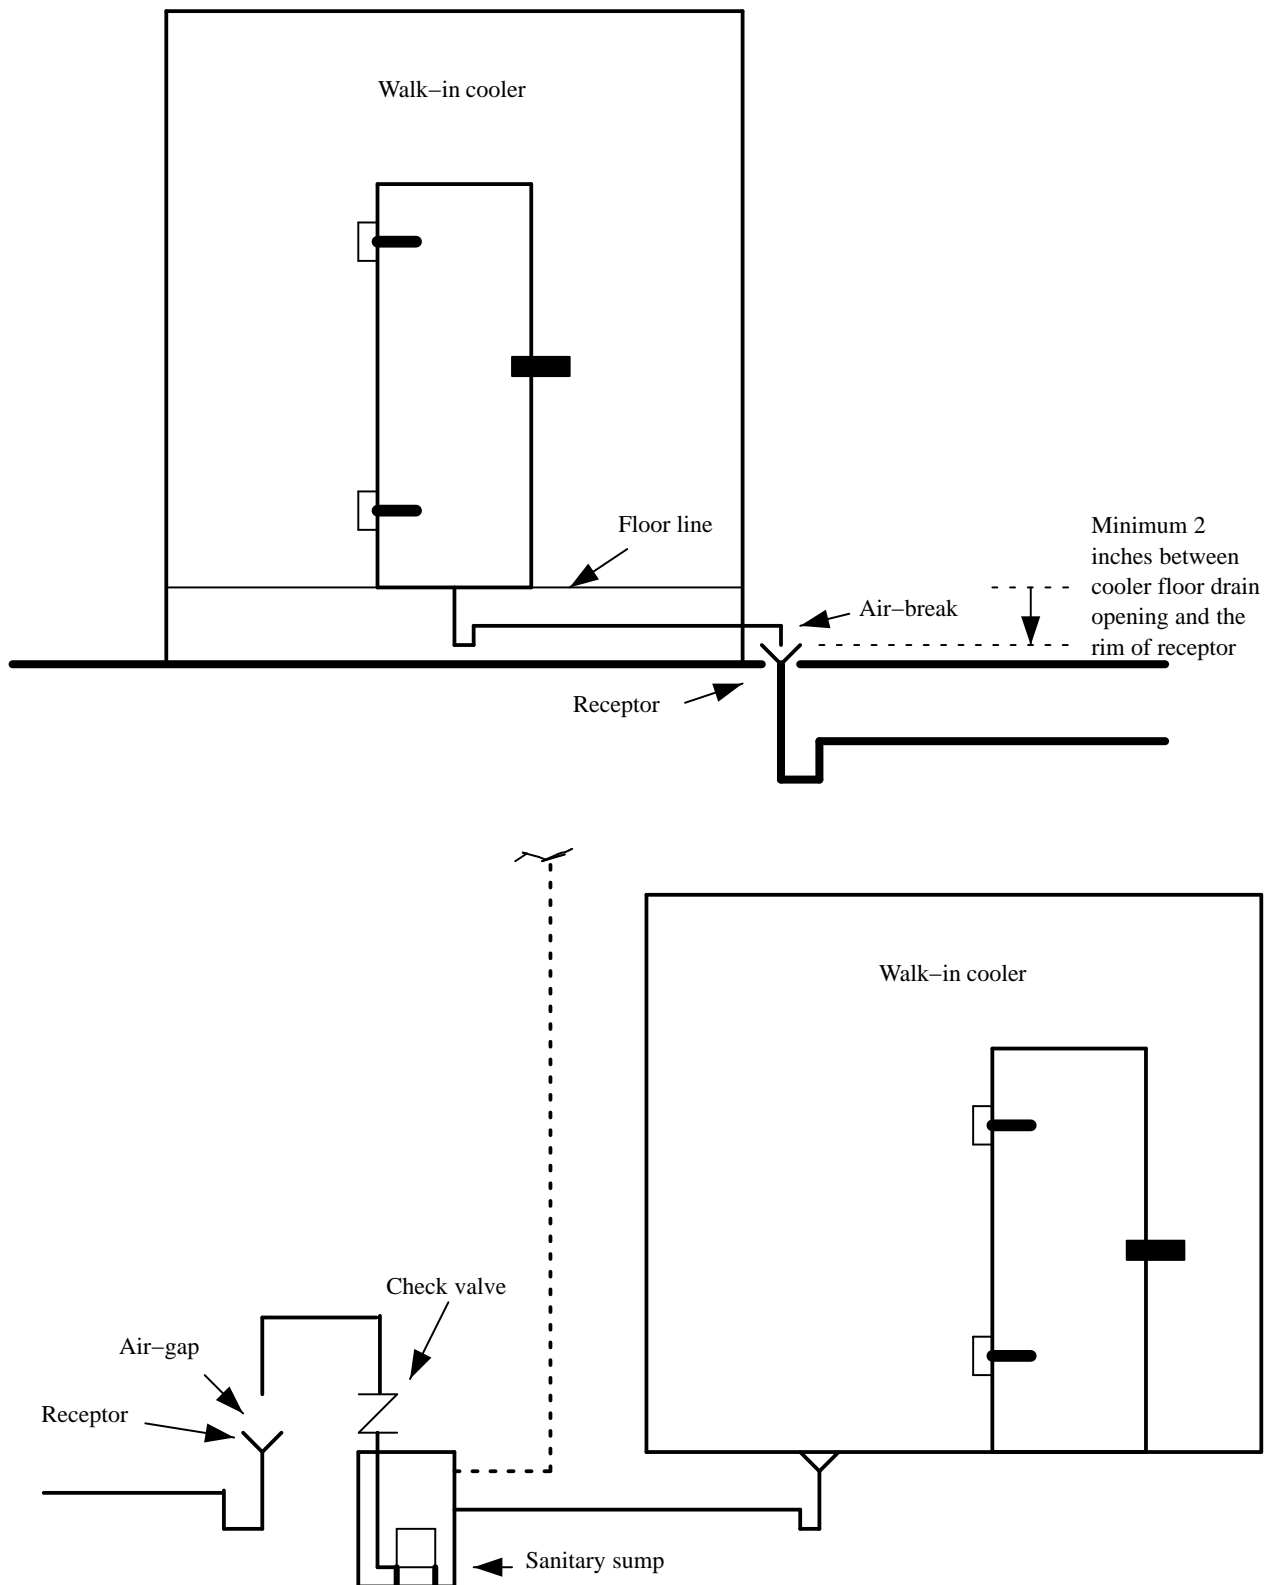 Walk−in cooler
Floor line
Minimum 2
inches between
cooler floor drain
opening and the
rim of receptor
Air−break
Receptor
Walk−in cooler
Check valve
Air−gap
Receptor
Sanitary sump